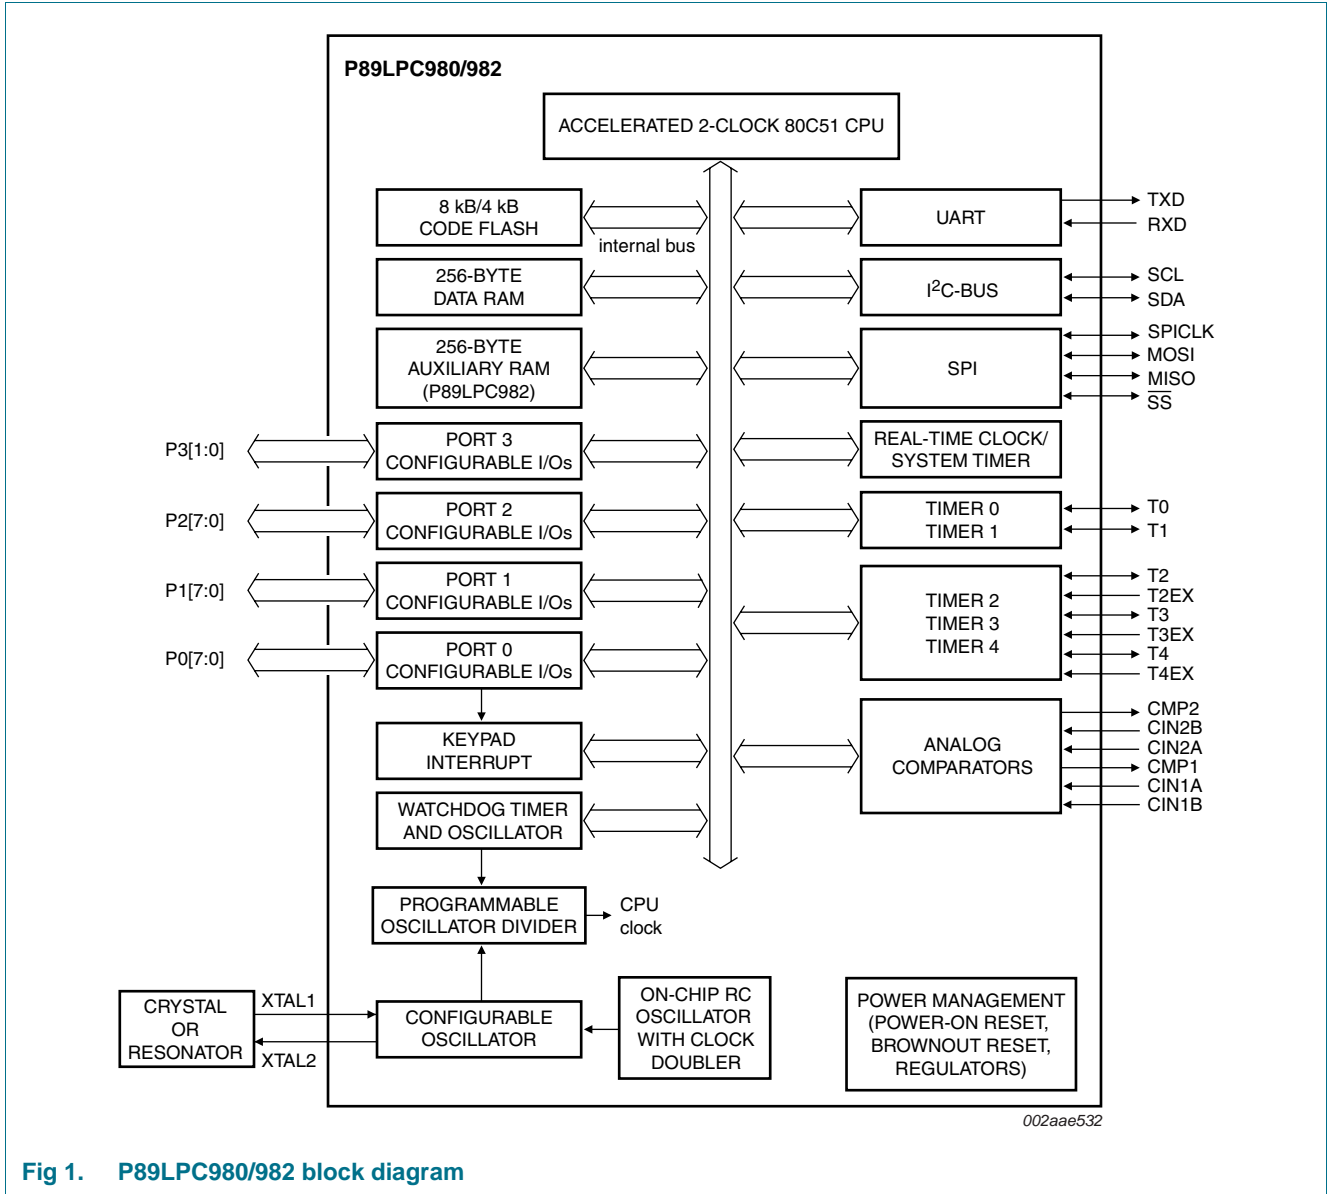 P89LPC980/982
ACCELERATED 2-CLOCK 80C51 CPU
8 kB/4 kB
CODE FLASH
internal bus
256-BYTE
DATA RAM
256-BYTE
AUXILIARY RAM
(P89LPC982)
P3[1:0]
PORT 3
CONFIGURABLE I/Os
P2[7:0]
PORT 2
CONFIGURABLE I/Os
P1[7:0]
PORT 1
CONFIGURABLE I/Os
P0[7:0]
PORT 0
CONFIGURABLE I/Os
KEYPAD
INTERRUPT
WATCHDOG TIMER
AND OSCILLATOR
PROGRAMMABLE
OSCILLATOR DIVIDER
CPU
clock
CRYSTAL
OR
RESONATOR
XTAL1
XTAL2
CONFIGURABLE
OSCILLATOR
ON-CHIP RC
OSCILLATOR
WITH CLOCK
DOUBLER
UART
TXD
RXD
I²C-BUS
SCL
SDA
SPI
SPICLK
MOSI
MISO
SS
REAL-TIME CLOCK/
SYSTEM TIMER
TIMER 0
TIMER 1
T0
T1
TIMER 2
TIMER 3
TIMER 4
T2
T2EX
T3
T3EX
T4
T4EX
ANALOG
COMPARATORS
CMP2
CIN2B
CIN2A
CMP1
CIN1A
CIN1B
POWER MANAGEMENT
(POWER-ON RESET,
BROWNOUT RESET,
REGULATORS)
002aae532
Fig 1. P89LPC980/982 block diagram